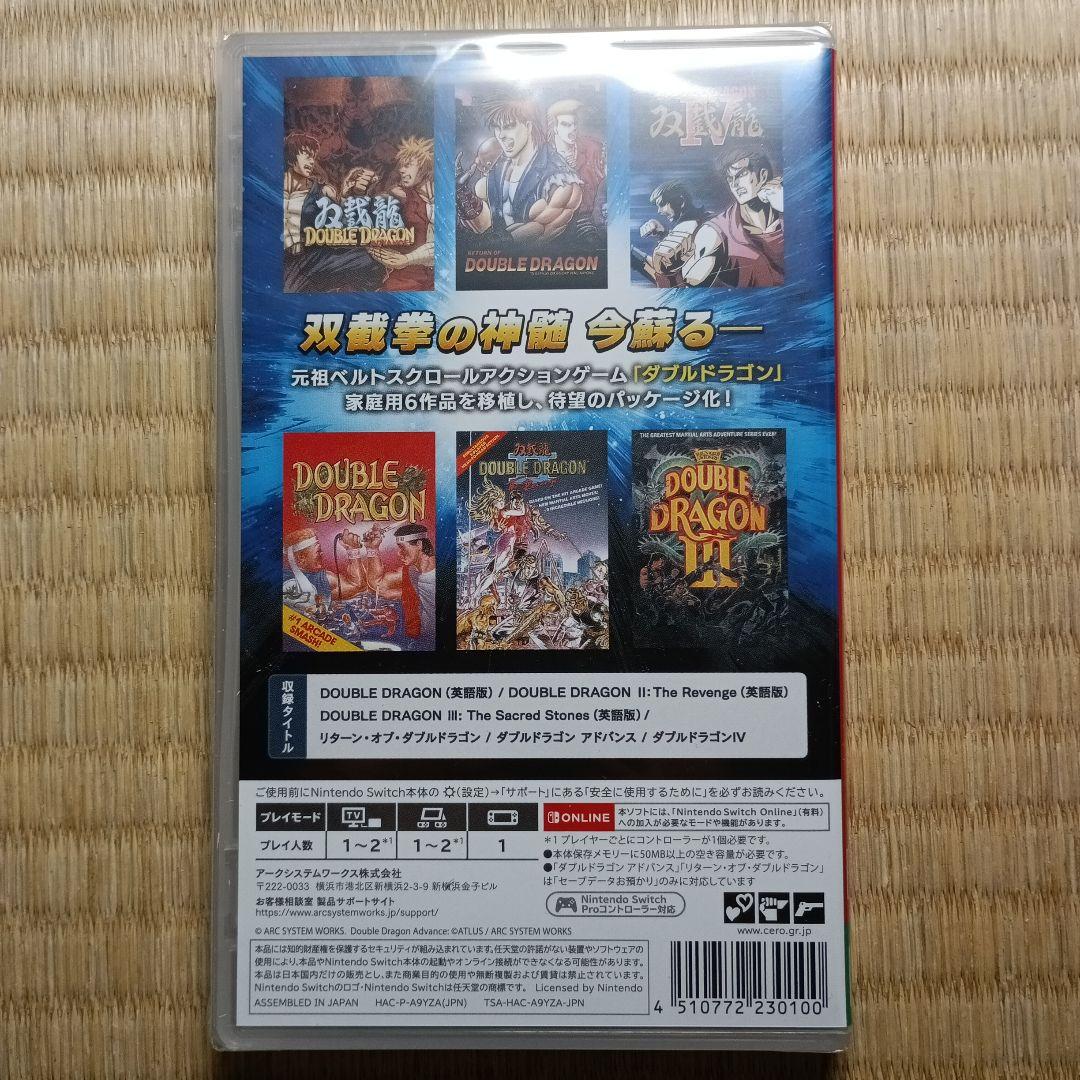 双截龍
DOUBLE DRAGON
RETURN OF
DOUBLE DRAGON
DRAGON
IV
双截龍
双截拳の神髄 今蘇る―
元祖ベルトスクロールアクションゲーム「ダブルドラゴン」
家庭用6作品を移植し、待望のパッケージ化!
DOUBLE
DRAGON
#1 ARCADE
SMASH!
双截龍
II
DOUBLE DRAGON
BASED ON THE HIT ARCADE GAME!
NEW MARTIAL ARTS MOVES!
9 INCREDIBLE MISSIONS!
THE GREATEST MARTIAL ARTS ADVENTURE SERIES EVER!
DOUBLE
DRAGON
III
収録タイトル
DOUBLE DRAGON (英語版) / DOUBLE DRAGON II: The Revenge (英語版)
DOUBLE DRAGON III: The Sacred Stones (英語版) /
リターン・オブ・ダブルドラゴン / ダブルドラゴン アドバンス / ダブルドラゴンIV
ご使用前にNintendo Switch本体の (設定)→「サポート」にある「安全に使用するために」を必ずお読みください。
プレイモード
TV
プレイ人数
1～2*1
1～2*1
1
ONLINE
本ソフトには、「Nintendo Switch Online」(有料)
への加入が必要なモードや機能があります。
*1 プレイヤーごとにコントローラーが1個必要です。
●本体保存メモリーに50MB以上の空き容量が必要です。
●「ダブルドラゴン アドバンス」「リターン・オブ・ダブルドラゴン」
は「セーブデータお預かり」のみに対応しています
アークシステムワークス株式会社
〒222-0033 横浜市港北区新横浜2-3-9 新横浜金子ビル
お客様相談室 製品サポートサイト
https://www.arcsystemworks.jp/support/
Nintendo Switch
Proコントローラー対応
www.cero.gr.jp
© ARC SYSTEM WORKS. Double Dragon Advance: ©ATLUS / ARC SYSTEM WORKS
本品には知的財産権を保護するセキュリティが組み込まれています。任天堂の許諾がない装置やソフトウェアの
使用により、本品やNintendo Switch本体の起動やオンライン接続ができなくなる可能性があります。
本品は日本国内だけの販売とし、また商業目的の使用や無断複製および賃貸は禁止されています。
Nintendo Switchのロゴ・Nintendo Switchは任天堂の商標です。 Licensed by Nintendo
ASSEMBLED IN JAPAN HAC-P-A9YZA(JPN) TSA-HAC-A9YZA-JPN
4 510772 230100